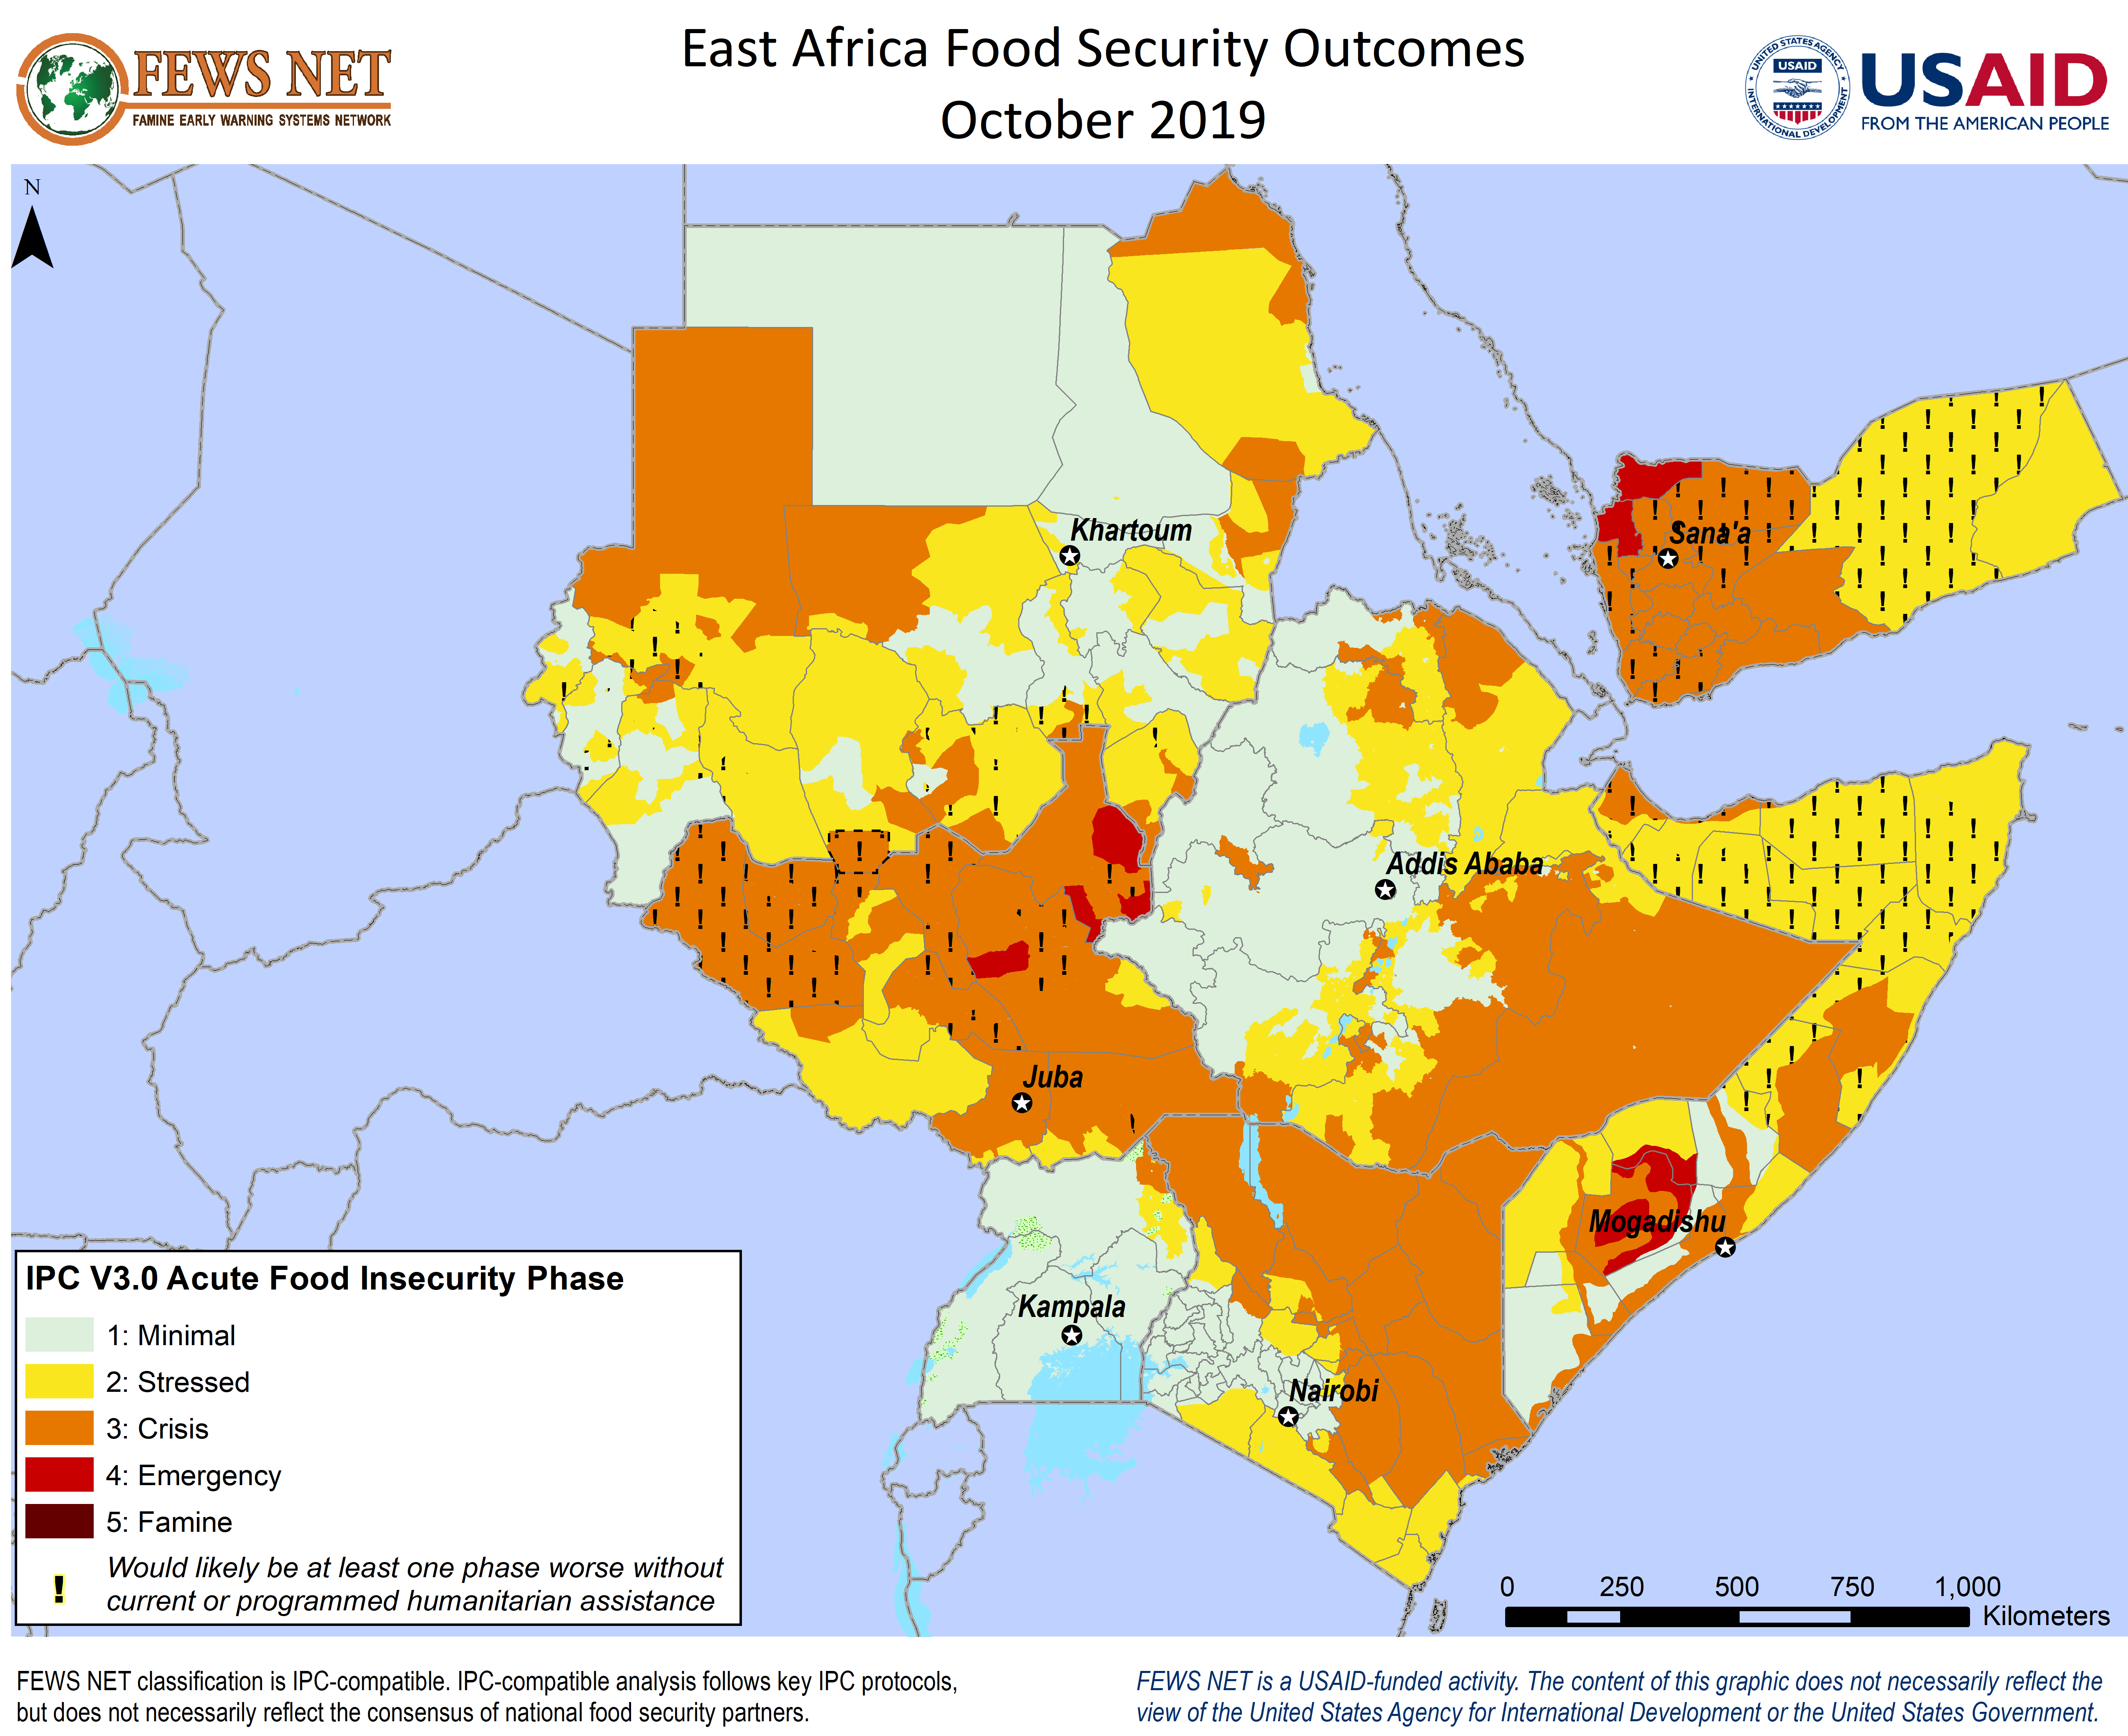 FEWS NET
FAMINE EARLY WARNING SYSTEMS NETWORK
East Africa Food Security Outcomes
October 2019
UNITED STATES AGENCY
USAID
INTERNATIONAL DEVELOPMENT
USAID
FROM THE AMERICAN PEOPLE
N
Khartoum
Sana'a
Addis Ababa
Juba
Mogadishu
Kampala
Nairobi
IPC V3.0 Acute Food Insecurity Phase
1: Minimal
2: Stressed
3: Crisis
4: Emergency
5: Famine
! Would likely be at least one phase worse without
current or programmed humanitarian assistance
0 250 500 750 1,000
Kilometers
FEWS NET classification is IPC-compatible. IPC-compatible analysis follows key IPC protocols,
but does not necessarily reflect the consensus of national food security partners.
FEWS NET is a USAID-funded activity. The content of this graphic does not necessarily reflect the
view of the United States Agency for International Development or the United States Government.